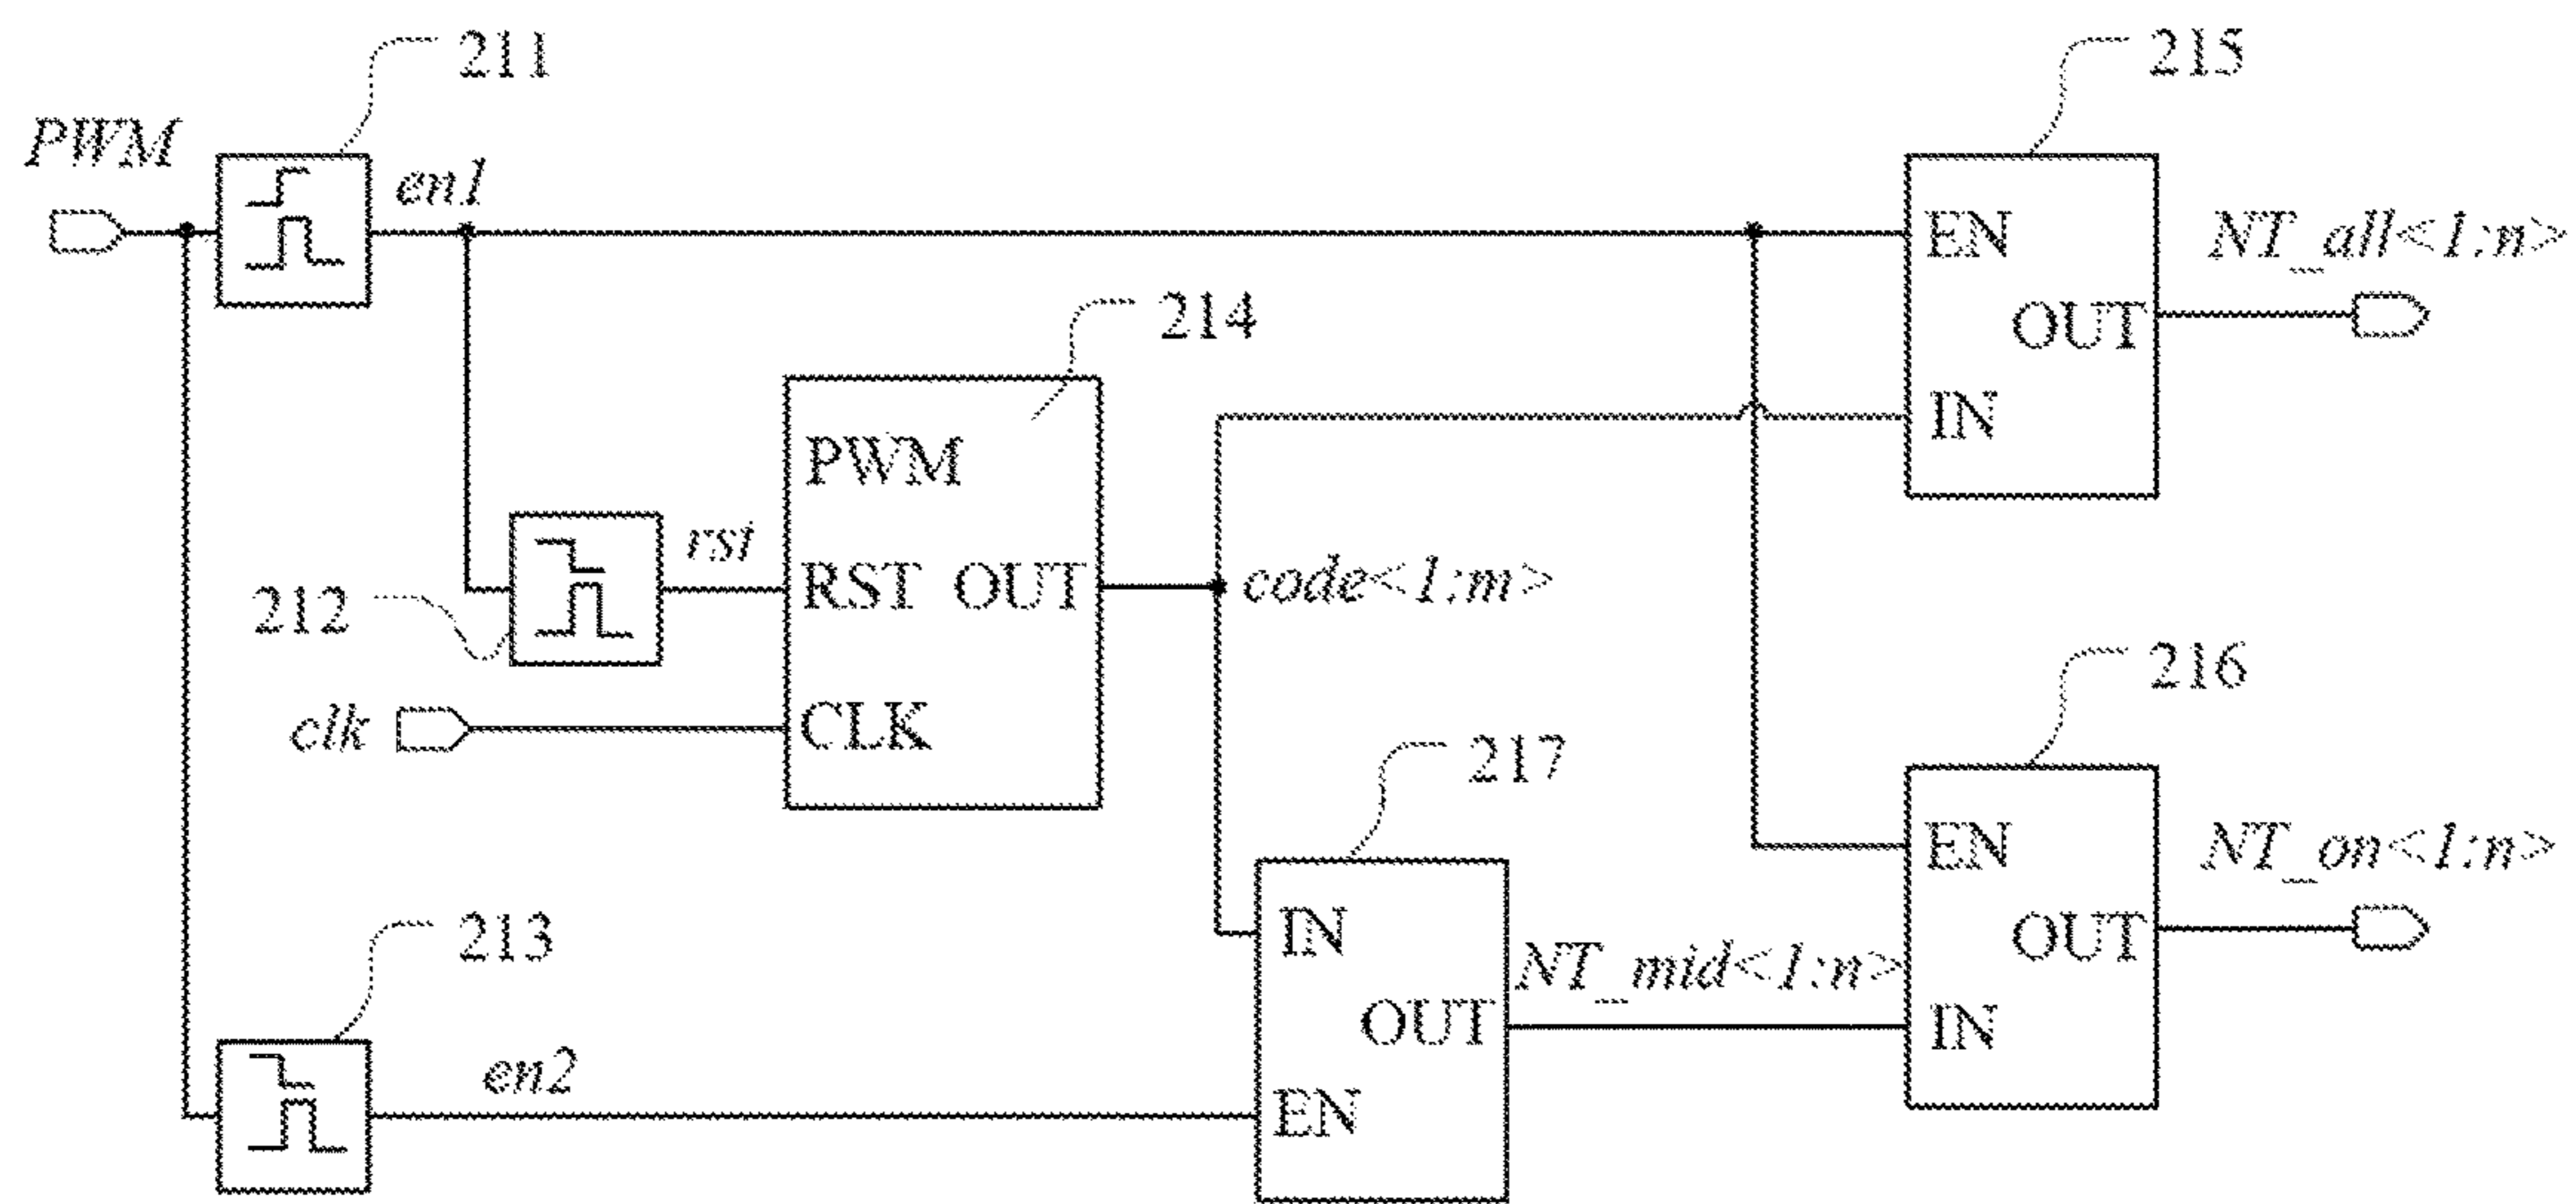 211
215
PWM
en1
EN
NT_all<1:n>
214
OUT
PWM
IN
rst
RST
OUT
code<1:m>
212
216
clk
CLK
217
EN
NT_on<1:n>
213
IN
OUT
NT_mid<1:n>
OUT
IN
en2
EN